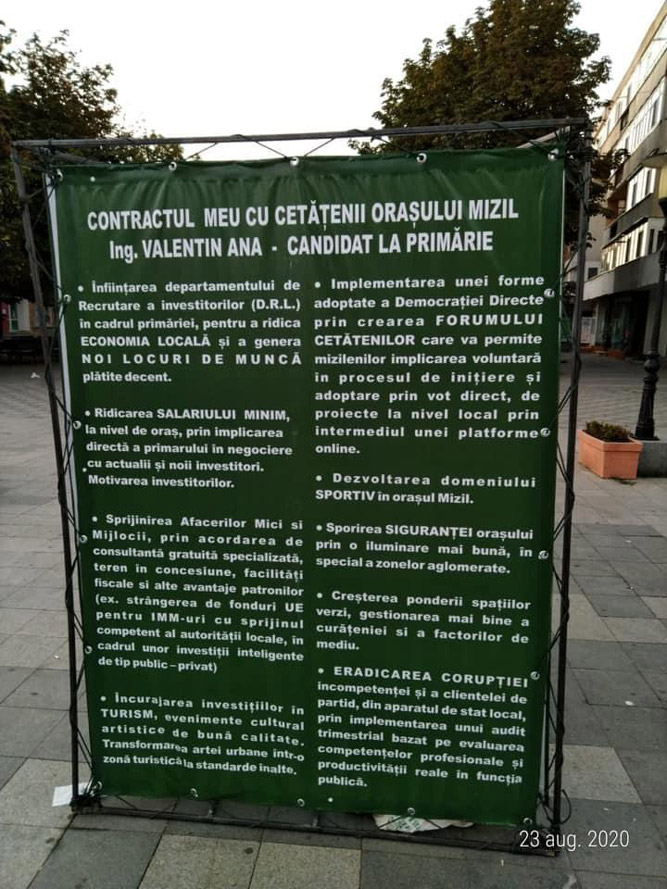 CONTRACTUL MEU CU CETĂȚENII ORAȘULUI MIZIL
Ing. VALENTIN ANA - CANDIDAT LA PRIMĂRIE
• Înființarea departamentului de
Recrutare a investitorilor (D.R.L.)
în cadrul primăriei, pentru a ridica
ECONOMIA LOCALĂ și a genera
NOI LOCURI DE MUNCĂ
plătite decent.
• Ridicarea SALARIULUI MINIM,
la nivel de oraș, prin implicarea
directă a primarului în negociere
cu actualii și noii investitori.
Motivarea investitorilor.
• Sprijinirea Afacerilor Mici si
Mijlocii, prin acordarea de
consultantă gratuită specializată,
teren în concesiune, facilități
fiscale si alte avantaje patronilor
(ex. strângerea de fonduri UE
pentru IMM-uri cu sprijinul
competent al autorității locale, în
cadrul unor investiții inteligente
de tip public – privat)
• Încurajarea investițiilor în
TURISM, evenimente cultural
artistice de bună calitate.
Transformarea artei urbane într-o
zonă turistică la standarde înalte.
• Implementarea unei forme
adoptate a Democrației Directe
prin crearea FORUMULUI
CETĂTENILOR care va permite
mizilenilor implicarea voluntară
în procesul de inițiere și
adoptare prin vot direct, de
proiecte la nivel local prin
intermediul unei platforme
online.
• Dezvoltarea domeniului
SPORTIV în orașul Mizil.
• Sporirea SIGURANȚEI orașului
prin o iluminare mai bună, în
special a zonelor aglomerate.
• Creșterea ponderii spațiilor
verzi, gestionarea mai bine a
curățeniei si a factorilor de
mediu.
• ERADICAREA CORUPȚIEI
incompetenței și a clientelei de
partid, din aparatul de stat local,
prin implementarea unui audit
trimestrial bazat pe evaluarea
competențelor profesionale si
productivității reale în funcția
publică.
23 aug. 2020